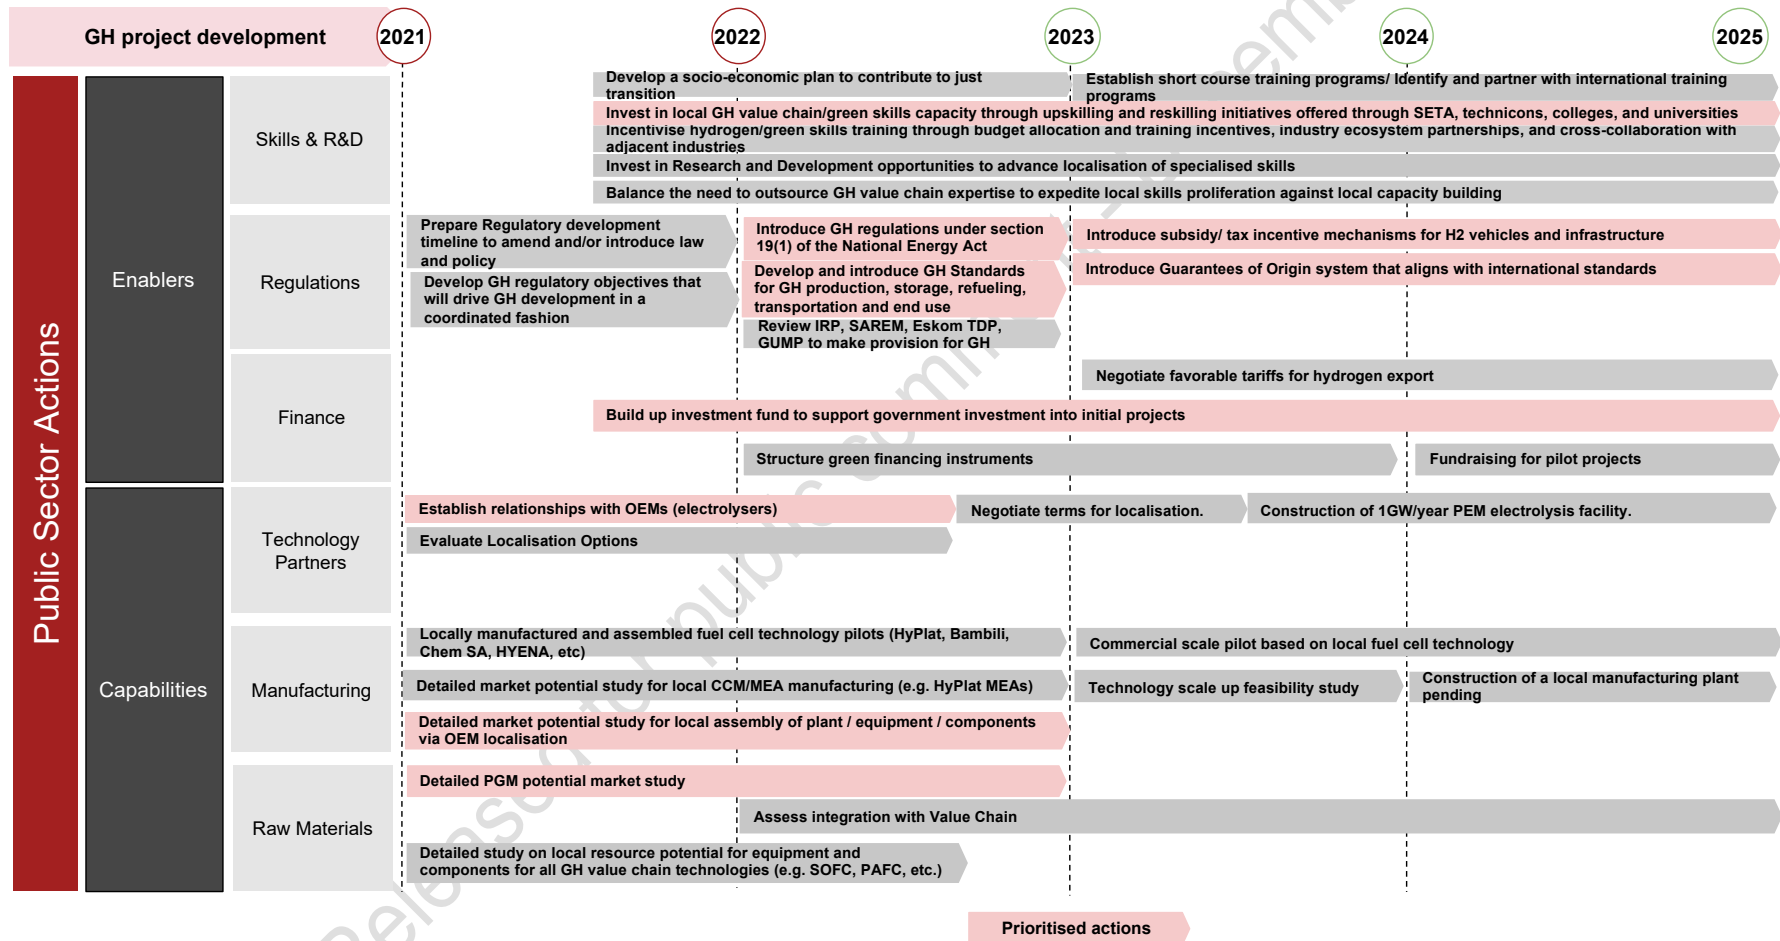 GH project development
2021
2022
2023
2024
2025
Public Sector Actions
Enablers
Skills & R&D
Develop a socio-economic plan to contribute to just
transition
Establish short course training programs/ Identify and partner with international training
programs
Invest in local GH value chain/green skills capacity through upskilling and reskilling initiatives offered through SETA, technicons, colleges, and universities
Incentivise hydrogen/green skills training through budget allocation and training incentives, industry ecosystem partnerships, and cross-collaboration with
adjacent industries
Invest in Research and Development opportunities to advance localisation of specialised skills
Balance the need to outsource GH value chain expertise to expedite local skills proliferation against local capacity building
Regulations
Prepare Regulatory development
timeline to amend and/or introduce law
and policy
Develop GH regulatory objectives that
will drive GH development in a
coordinated fashion
Introduce GH regulations under section
19(1) of the National Energy Act
Develop and introduce GH Standards
for GH production, storage, refueling,
transportation and end use
Review IRP, SAREM, Eskom TDP,
GUMP to make provision for GH
Introduce subsidy/ tax incentive mechanisms for H2 vehicles and infrastructure
Introduce Guarantees of Origin system that aligns with international standards
Finance
Negotiate favorable tariffs for hydrogen export
Build up investment fund to support government investment into initial projects
Structure green financing instruments
Fundraising for pilot projects
Capabilities
Technology
Partners
Establish relationships with OEMs (electrolysers)
Negotiate terms for localisation.
Construction of 1GW/year PEM electrolysis facility.
Evaluate Localisation Options
Manufacturing
Locally manufactured and assembled fuel cell technology pilots (HyPlat, Bambili,
Chem SA, HYENA, etc)
Commercial scale pilot based on local fuel cell technology
Detailed market potential study for local CCM/MEA manufacturing (e.g. HyPlat MEAs)
Technology scale up feasibility study
Construction of a local manufacturing plant
pending
Detailed market potential study for local assembly of plant / equipment / components
via OEM localisation
Raw Materials
Detailed PGM potential market study
Assess integration with Value Chain
Detailed study on local resource potential for equipment and
components for all GH value chain technologies (e.g. SOFC, PAFC, etc.)
Prioritised actions
Released for public